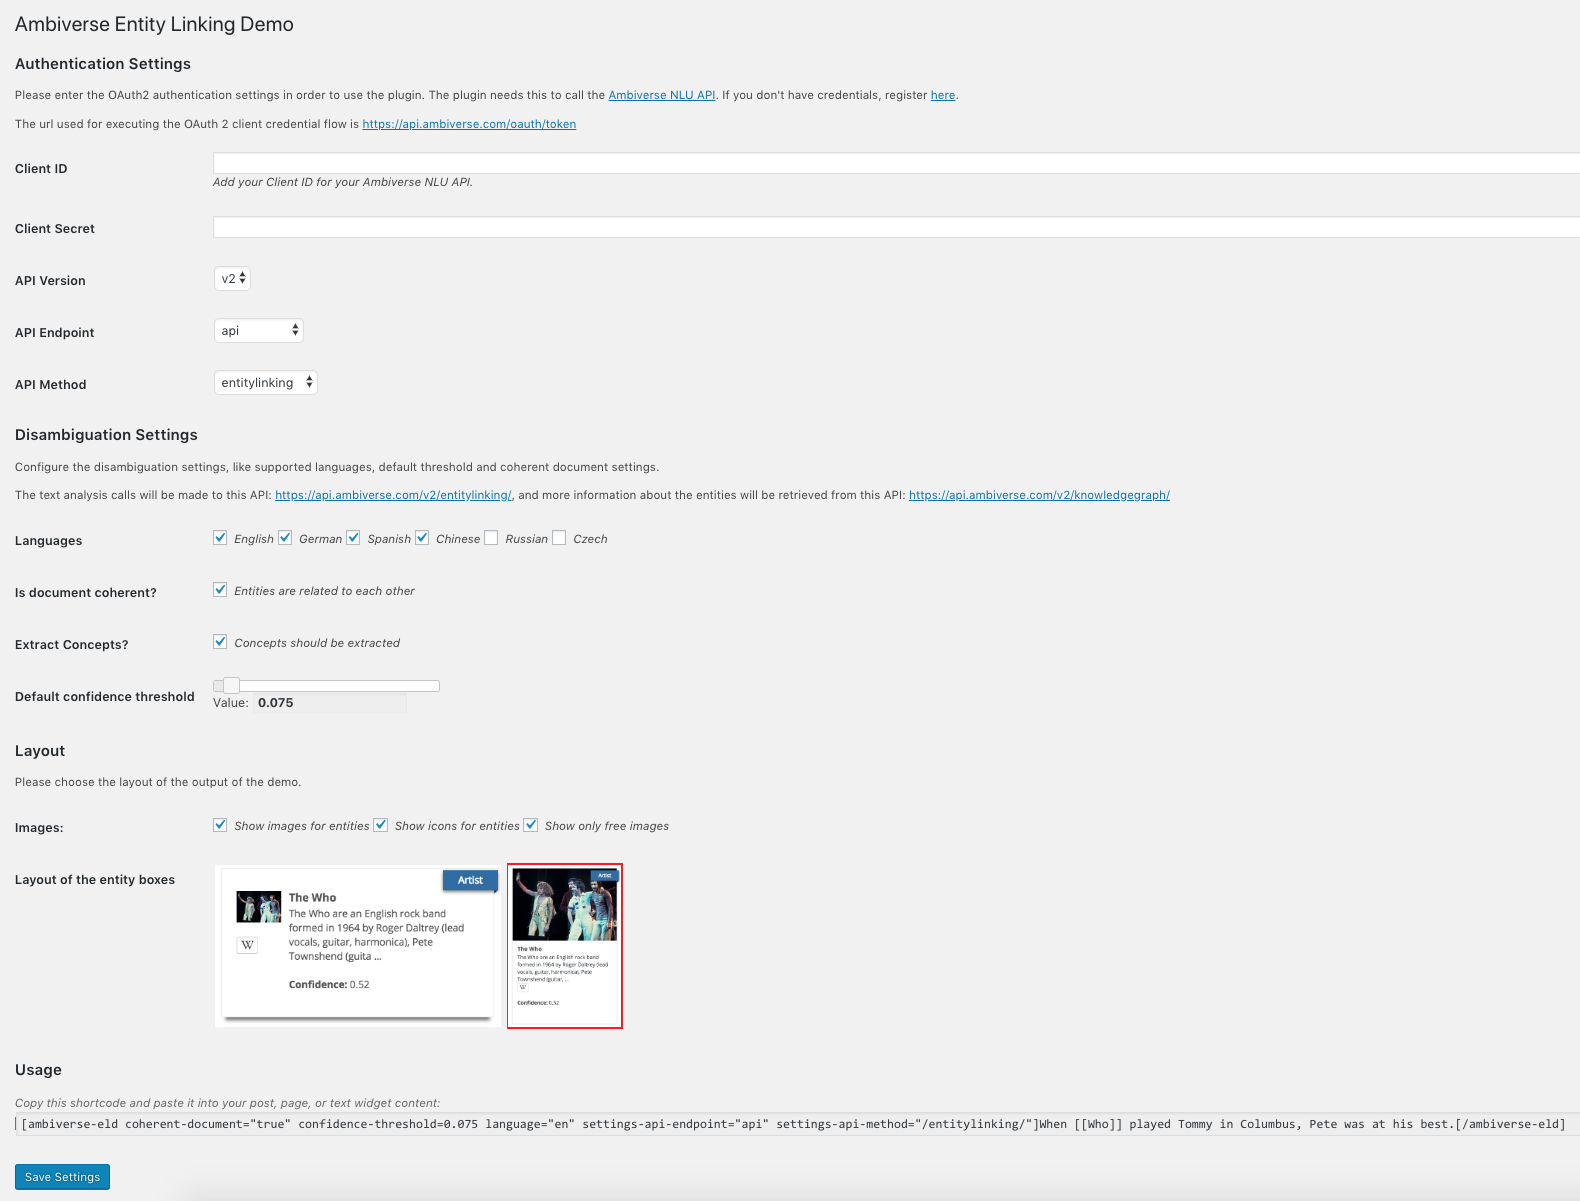 Ambiverse Entity Linking Demo
Authentication Settings
Please enter the OAuth2 authentication settings in order to use the plugin. The plugin needs this to call the Ambiverse NLU API. If you don't have credentials, register here.
The url used for executing the OAuth 2 client credential flow is https://api.ambiverse.com/oauth/token
Client ID
Add your Client ID for your Ambiverse NLU API.
Client Secret
API Version v2
API Endpoint api
API Method entitylinking
Disambiguation Settings
Configure the disambiguation settings, like supported languages, default threshold and coherent document settings.
The text analysis calls will be made to this API: https://api.ambiverse.com/v2/entitylinking/, and more information about the entities will be retrieved from this API: https://api.ambiverse.com/v2/knowledgegraph/
Languages English German Spanish Chinese Russian Czech
Is document coherent? Entities are related to each other
Extract Concepts? Concepts should be extracted
Default confidence threshold
Value: 0.075
Layout
Please choose the layout of the output of the demo.
Images: Show images for entities Show icons for entities Show only free images
Layout of the entity boxes
Artist
The Who
The Who are an English rock band
formed in 1964 by Roger Daltrey (lead
vocals, guitar, harmonica), Pete
Townshend (guita ...
W
Confidence: 0.52
Artist
The Who
The Who are an English rock band
formed in 1964 by Roger Daltrey (lead
vocals, guitar, harmonica), Pete
Townshend (guitar, ...
W
Confidence: 0.52
Usage
Copy this shortcode and paste it into your post, page, or text widget content:
[ambiverse-eld coherent-document="true" confidence-threshold=0.075 language="en" settings-api-endpoint="api" settings-api-method="/entitylinking/"]When [[Who]] played Tommy in Columbus, Pete was at his best.[/ambiverse-eld]
Save Settings